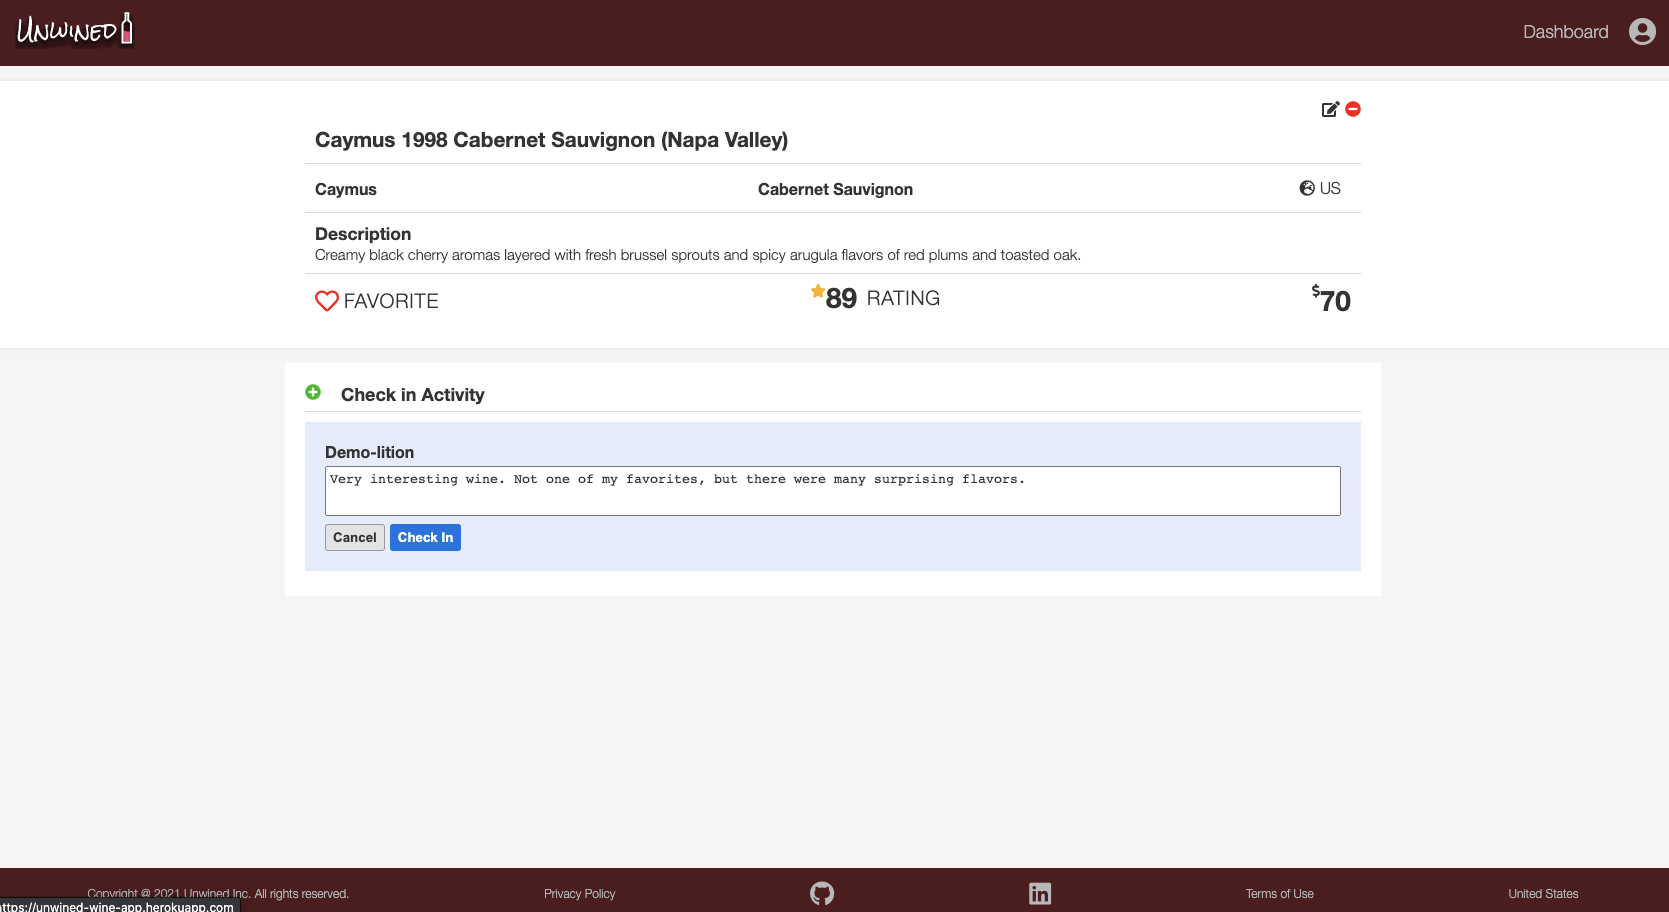 Unwined
Dashboard
Caymus 1998 Cabernet Sauvignon (Napa Valley)
Caymus
Cabernet Sauvignon
US
Description
Creamy black cherry aromas layered with fresh brussel sprouts and spicy arugula flavors of red plums and toasted oak.
FAVORITE
89 RATING
$70
Check in Activity
Demo-lition
Very interesting wine. Not one of my favorites, but there were many surprising flavors.
Cancel
Check In
Copyright @ 2021 Unwined Inc. All rights reserved.
Privacy Policy
in
Terms of Use
United States
ttps://unwined-wine-app.herokuapp.com